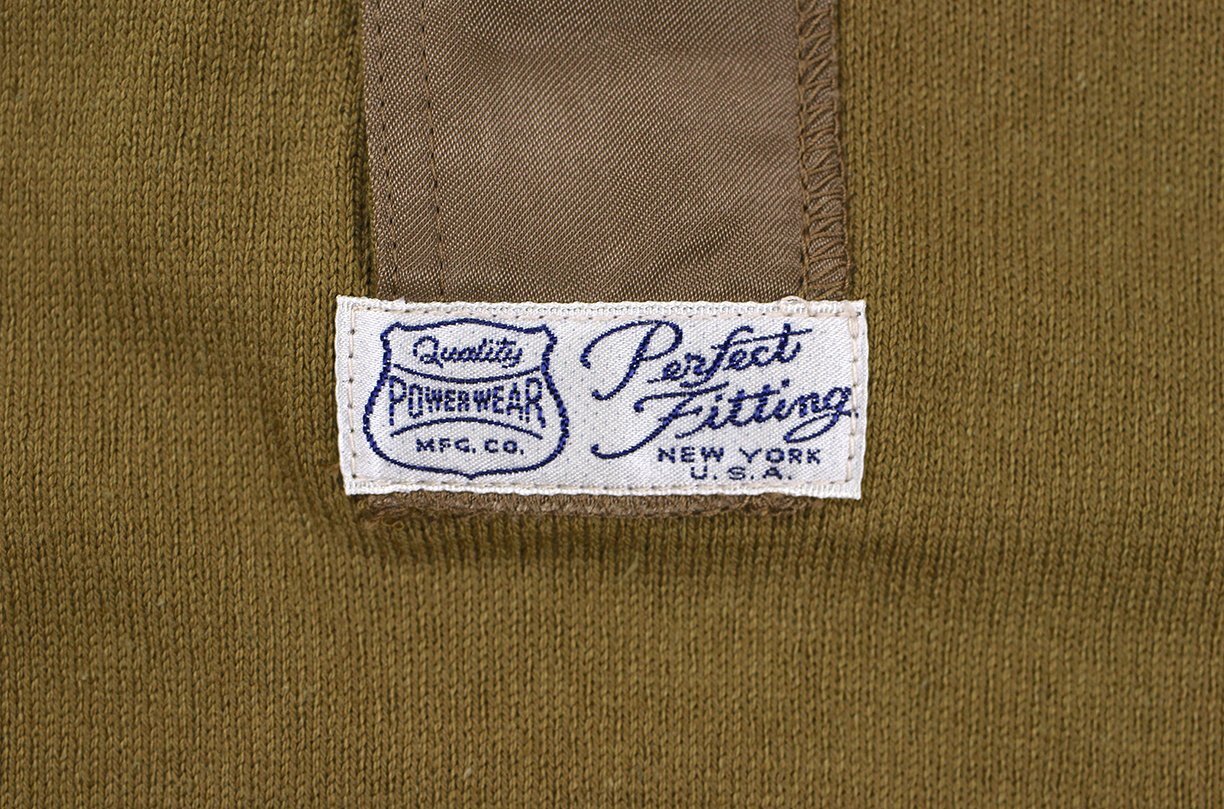 Quality
POWERWEAR
MFG. CO.
Perfect
Fitting
NEW YORK
U.S.A.